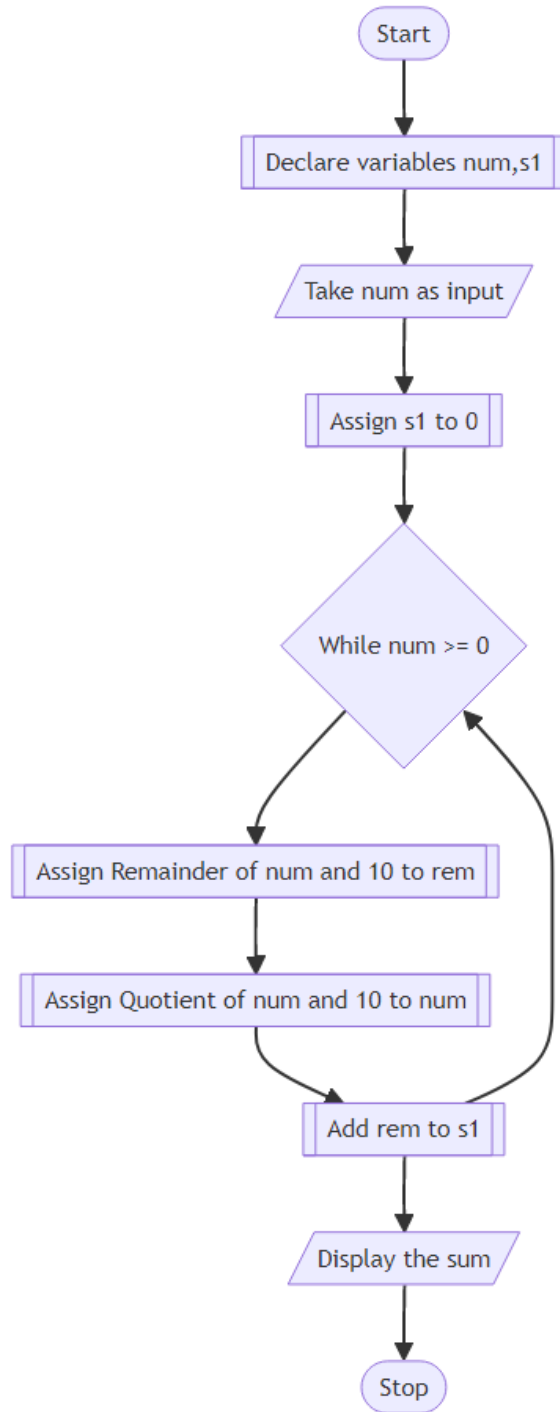 Start
Declare variables num,s1
Take num as input
Assign s1 to 0
While num >= 0
Assign Remainder of num and 10 to rem
Assign Quotient of num and 10 to num
Add rem to s1
Display the sum
Stop